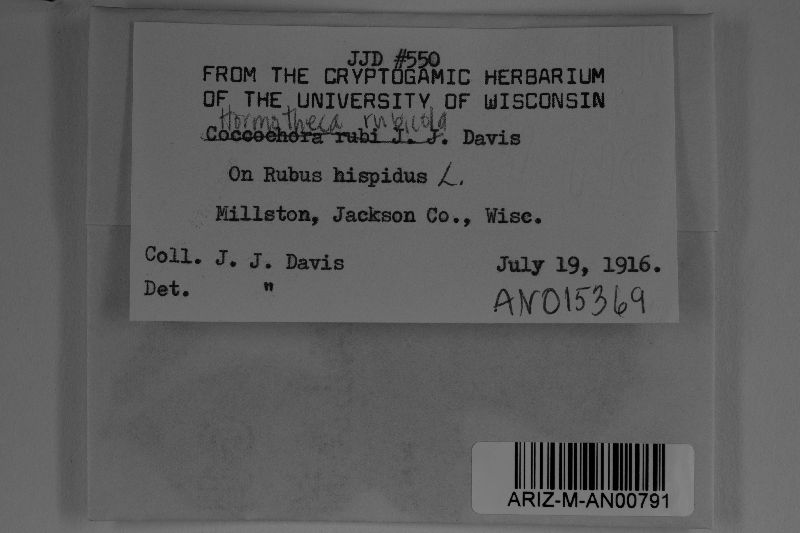 JJD #550
FROM THE CRYPTOGAMIC HERBARIUM
OF THE UNIVERSITY OF WISCONSIN
Hormotheca rubicola
Coccochora rubi J. J. Davis
On Rubus hispidus L.
Millston, Jackson Co., Wisc.
Coll. J. J. Davis July 19, 1916.
Det. "
AN015369
ARIZ-M-AN00791